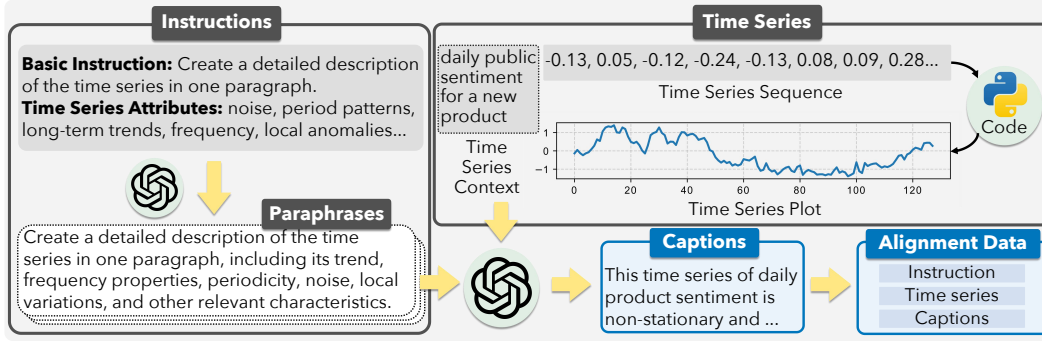 Instructions
Basic Instruction: Create a detailed description
of the time series in one paragraph.
Time Series Attributes: noise, period patterns,
long-term trends, frequency, local anomalies...
Paraphrases
Create a detailed description of the time
series in one paragraph, including its trend,
frequency properties, periodicity, noise, local
variations, and other relevant characteristics.
Time Series
daily public
sentiment
for a new
product
Time
Series
Context
-0.13, 0.05, -0.12, -0.24, -0.13, 0.08, 0.09, 0.28...
Time Series Sequence
Code
1
0
−1
0 20 40 60 80 100 120
Time Series Plot
Captions
This time series of daily
product sentiment is
non-stationary and ...
Alignment Data
Instruction
Time series
Captions